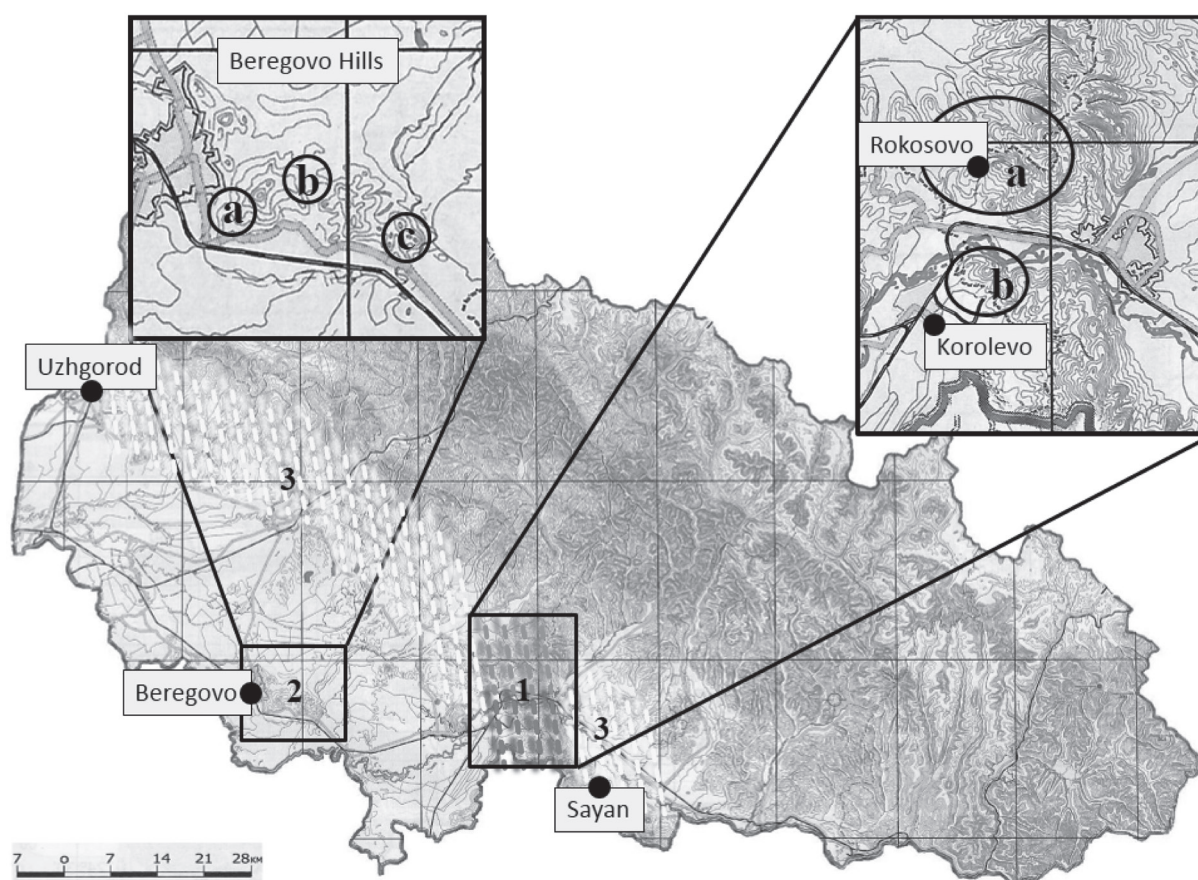 Beregovo Hills
a
b
c
Rokosovo
a
b
Korolevo
Uzhgorod
3
Beregovo
2
1
3
Sayan
7 0 7 14 21 28км